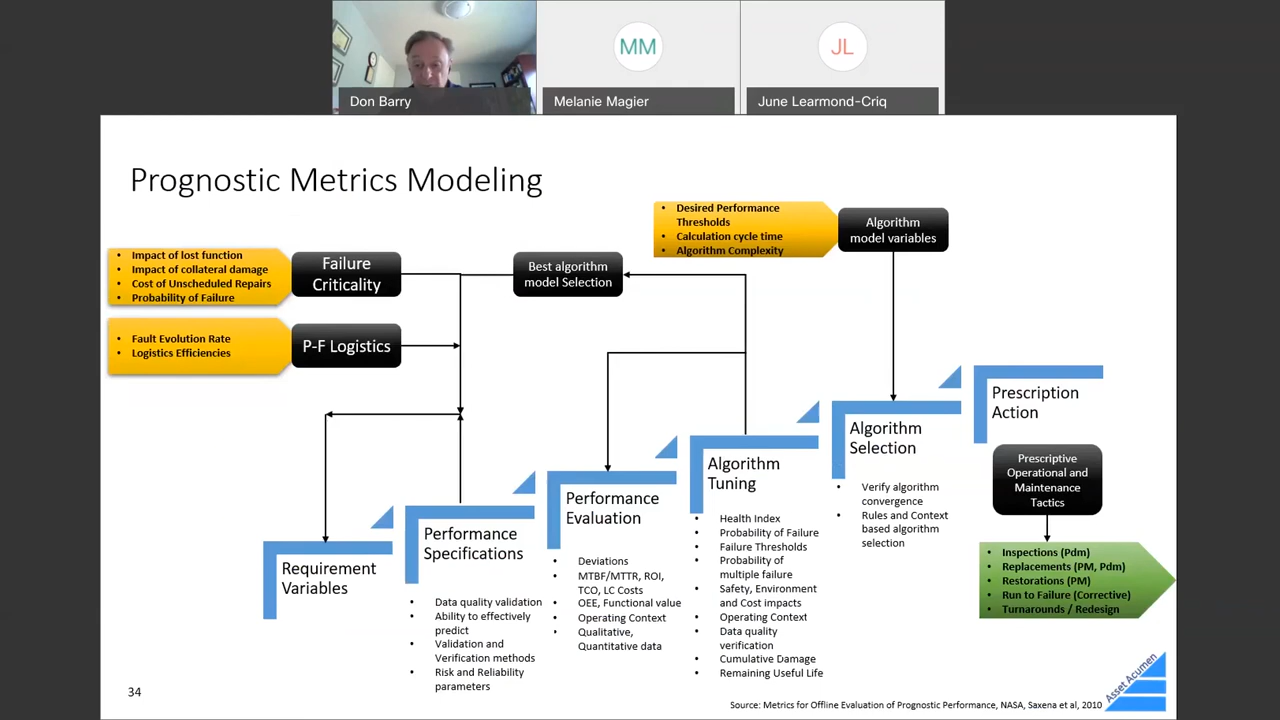 MM
JL
Don Barry
Melanie Magier
June Learmond-Criq
Prognostic Metrics Modeling
• Desired Performance
Thresholds
• Calculation cycle time
• Algorithm Complexity
Algorithm
model variables
• Impact of lost function
• Impact of collateral damage
• Cost of Unscheduled Repairs
• Probability of Failure
Failure
Criticality
Best algorithm
model Selection
• Fault Evolution Rate
• Logistics Efficiencies
P-F Logistics
Requirement
Variables
Performance
Specifications
• Data quality validation
• Ability to effectively
predict
• Validation and
Verification methods
• Risk and Reliability
parameters
Performance
Evaluation
• Deviations
• MTBF/MTTR, ROI,
TCO, LC Costs
• OEE, Functional value
• Operating Context
• Qualitative,
Quantitative data
Algorithm
Tuning
• Health Index
• Probability of Failure
• Failure Thresholds
• Probability of
multiple failure
• Safety, Environment
and Cost impacts
• Operating Context
• Data quality
verification
• Cumulative Damage
• Remaining Useful Life
Algorithm
Selection
• Verify algorithm
convergence
• Rules and Context
based algorithm
selection
Prescription
Action
Prescriptive
Operational and
Maintenance
Tactics
• Inspections (Pdm)
• Replacements (PM, Pdm)
• Restorations (PM)
• Run to Failure (Corrective)
• Turnarounds / Redesign
34
Source: Metrics for Offline Evaluation of Prognostic Performance, NASA, Saxena et al, 2010
Asset Acumen